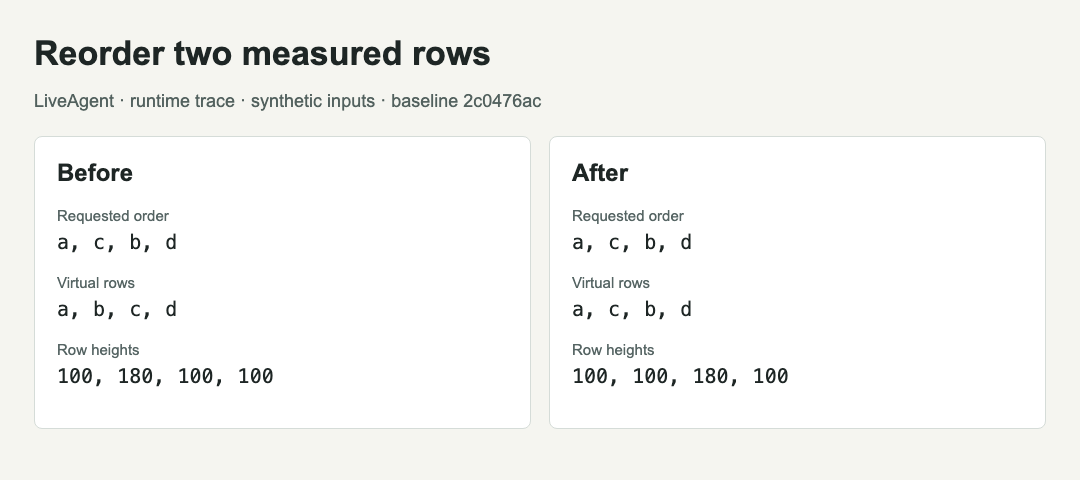 Reorder two measured rows
LiveAgent · runtime trace · synthetic inputs · baseline 2c0476ac
Before
Requested order
a, c, b, d
Virtual rows
a, b, c, d
Row heights
100, 180, 100, 100
After
Requested order
a, c, b, d
Virtual rows
a, c, b, d
Row heights
100, 100, 180, 100